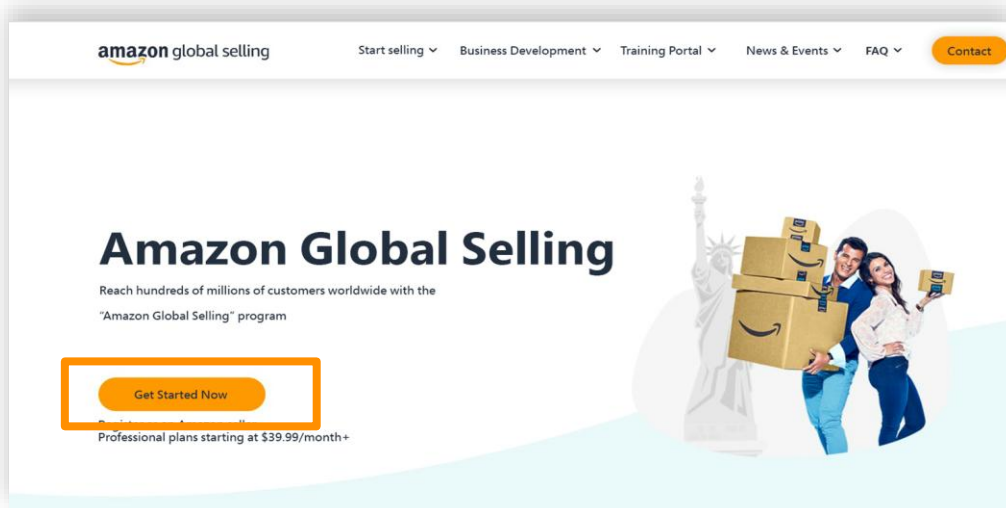 amazon global selling
Start selling
Business Development
Training Portal
News & Events
FAQ
Contact
Amazon Global Selling
Reach hundreds of millions of customers worldwide with the
"Amazon Global Selling" program
Get Started Now
Professional plans starting at $39.99/month+